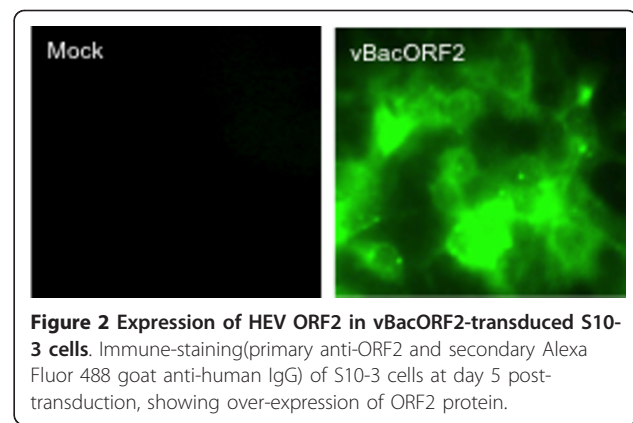 Mock
vBacORF2
Figure 2 Expression of HEV ORF2 in vBacORF2-transduced S10-
3 cells. Immune-staining(primary anti-ORF2 and secondary Alexa
Fluor 488 goat anti-human IgG) of S10-3 cells at day 5 post-
transduction, showing over-expression of ORF2 protein.